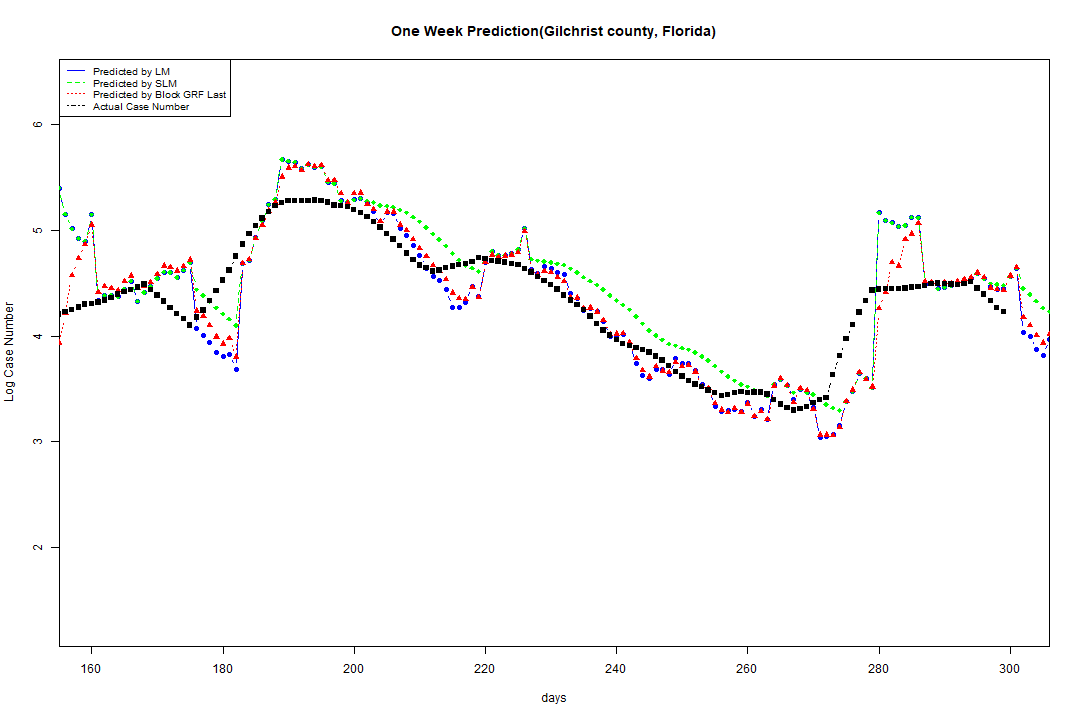 One Week Prediction(Gilchrist county, Florida)
Predicted by LM
Predicted by SLM
Predicted by Block GRF Last
Actual Case Number
6
5
4
3
2
Log Case Number
160 180 200 220 240 260 280 300
days